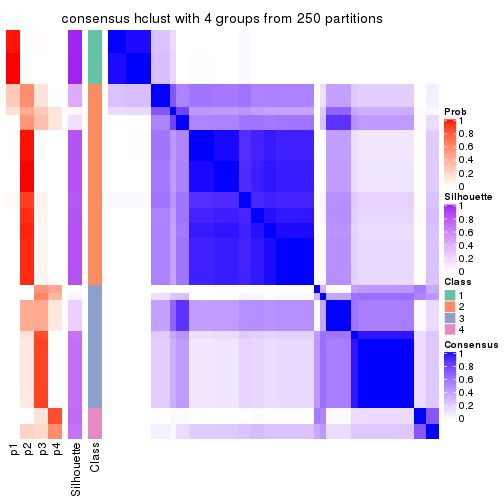 consensus hclust with 4 groups from 250 partitions
Prob
1
0.8
0.6
0.4
0.2
0
Silhouette
1
0.8
0.6
0.4
0.2
0
Class
1
2
3
4
Consensus
1
0.8
0.6
0.4
0.2
0
p1
p2
p3
p4
Silhouette
Class